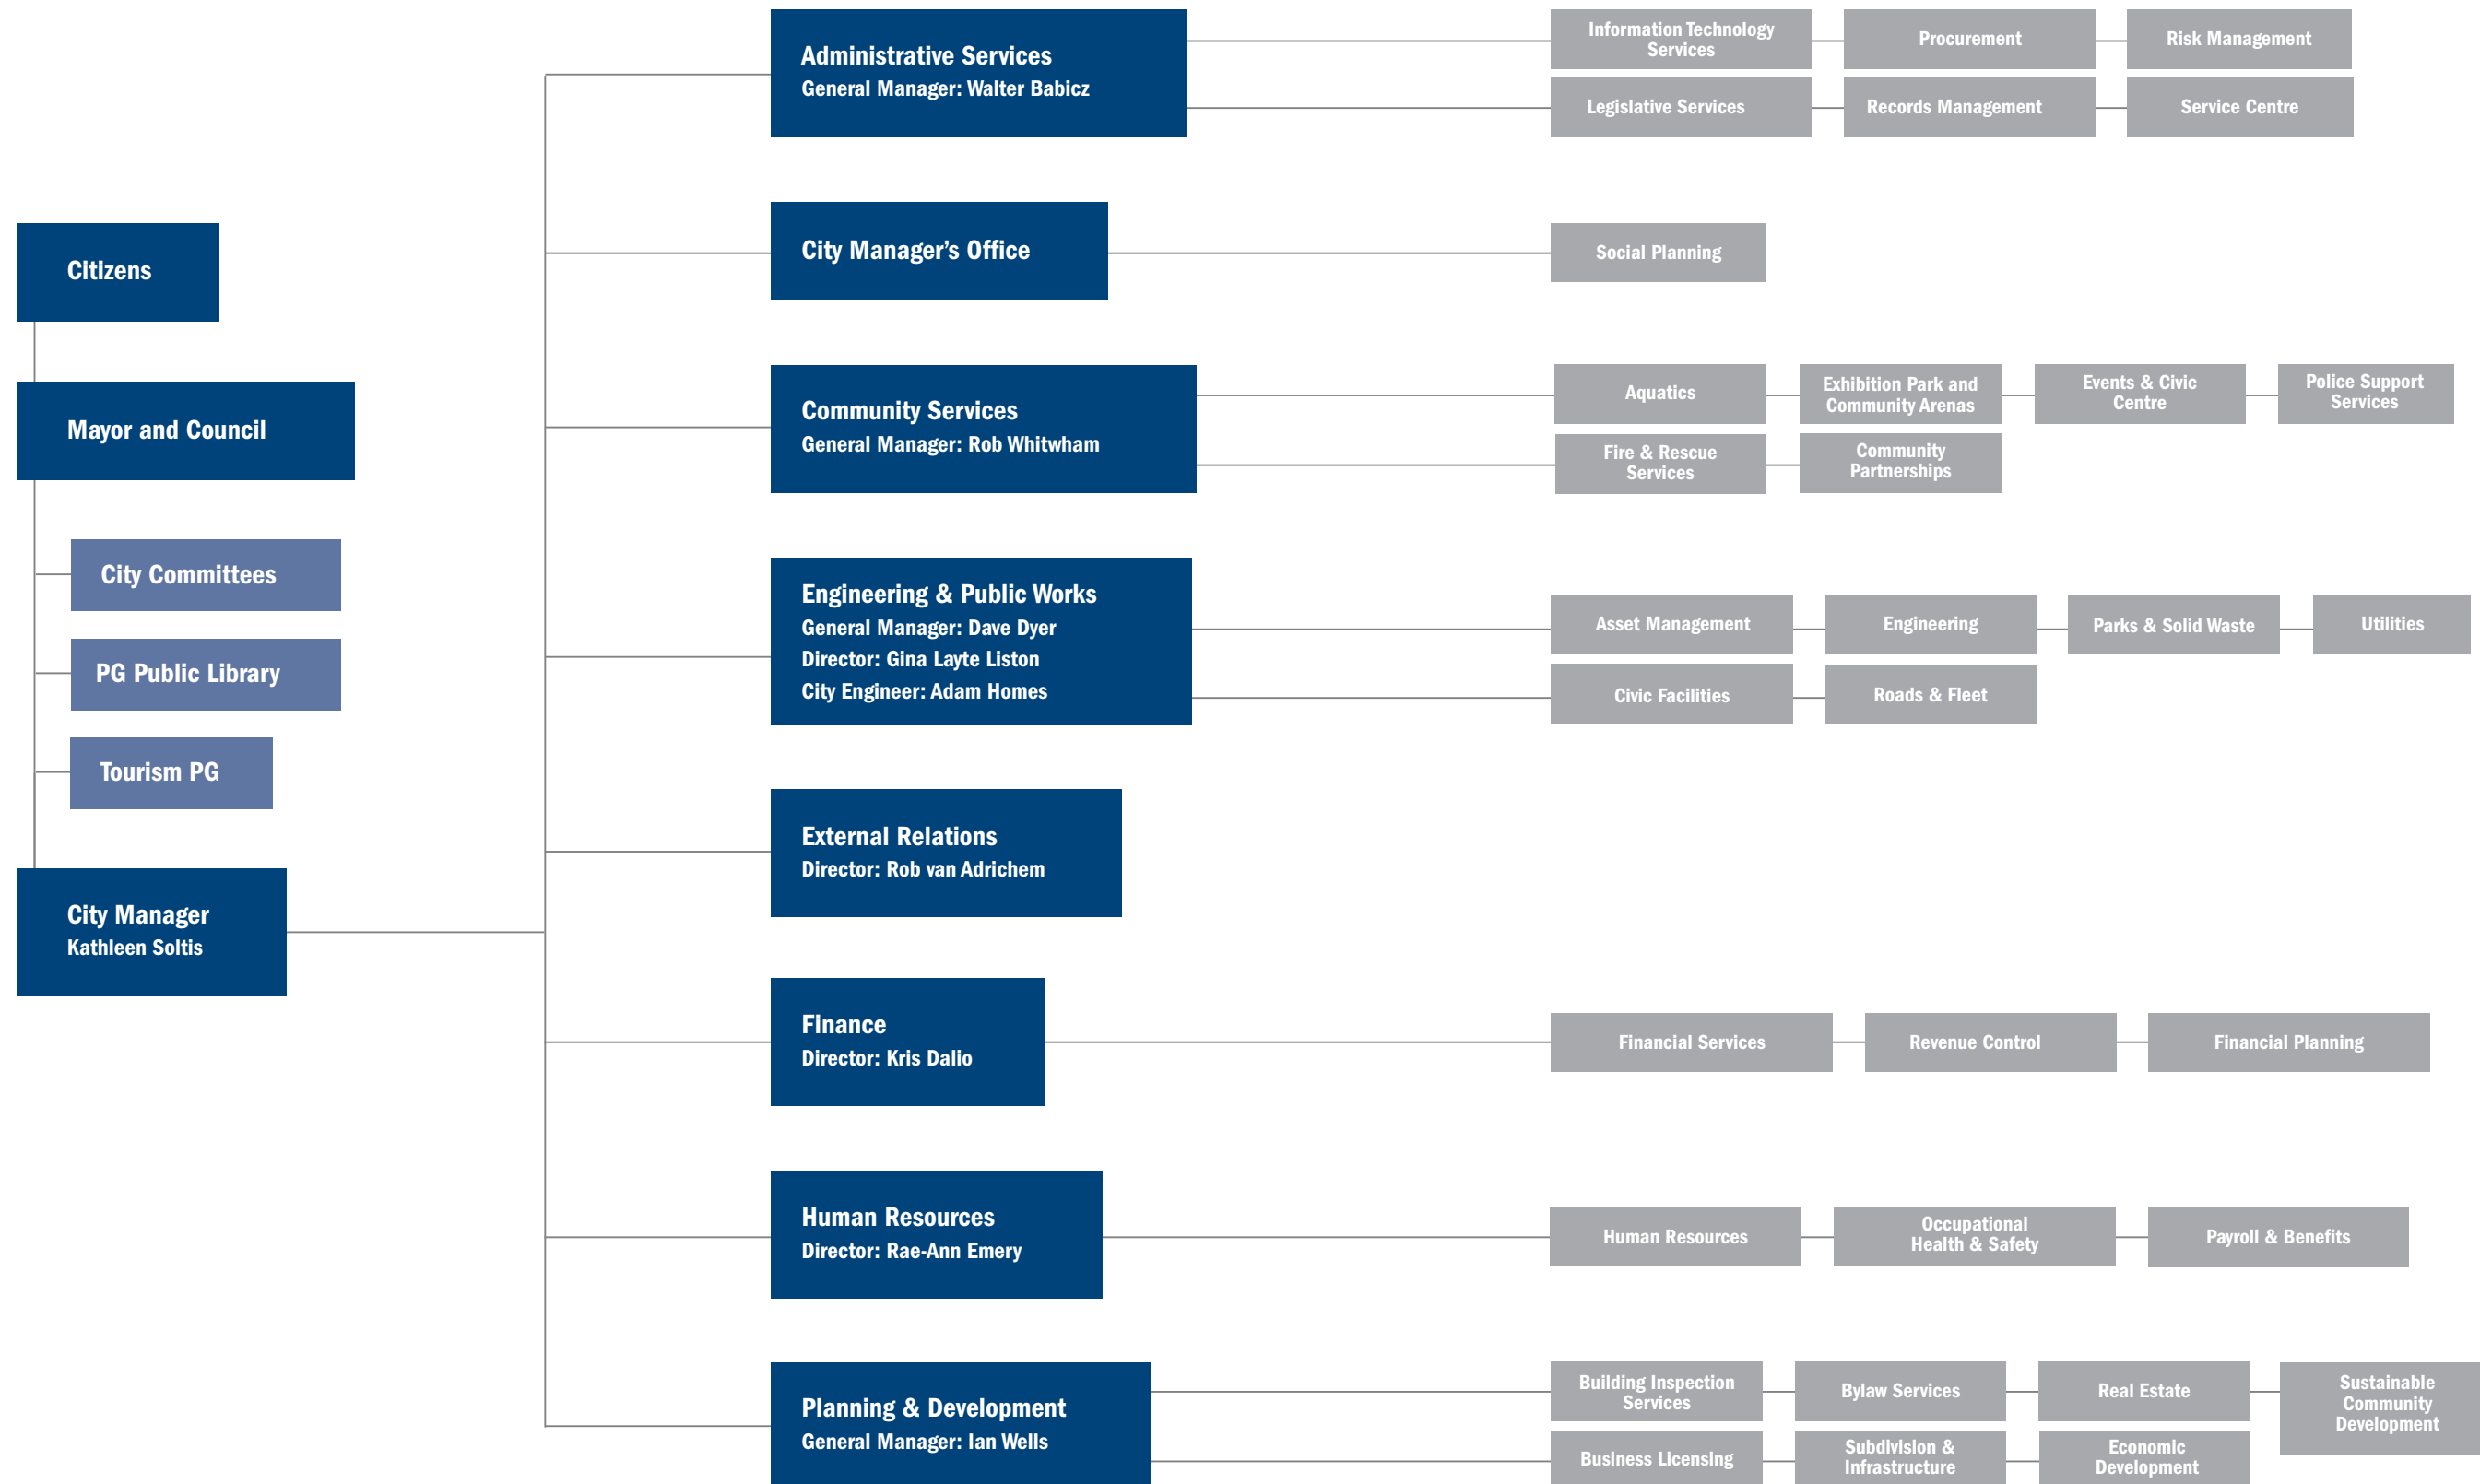 Citizens
Mayor and Council
City Committees
PG Public Library
Tourism PG
City Manager
Kathleen Soltis
Administrative Services
General Manager: Walter Babicz
Information Technology
Services
Procurement
Risk Management
Legislative Services
Records Management
Service Centre
City Manager’s Office
Social Planning
Community Services
General Manager: Rob Whitwham
Aquatics
Exhibition Park and
Community Arenas
Events & Civic
Centre
Police Support
Services
Fire & Rescue
Services
Community
Partnerships
Engineering & Public Works
General Manager: Dave Dyer
Director: Gina Layte Liston
City Engineer: Adam Homes
Asset Management
Engineering
Parks & Solid Waste
Utilities
Civic Facilities
Roads & Fleet
External Relations
Director: Rob van Adrichem
Finance
Director: Kris Dalio
Financial Services
Revenue Control
Financial Planning
Human Resources
Director: Rae-Ann Emery
Human Resources
Occupational
Health & Safety
Payroll & Benefits
Planning & Development
General Manager: Ian Wells
Building Inspection
Services
Bylaw Services
Real Estate
Sustainable
Community
Development
Business Licensing
Subdivision &
Infrastructure
Economic
Development